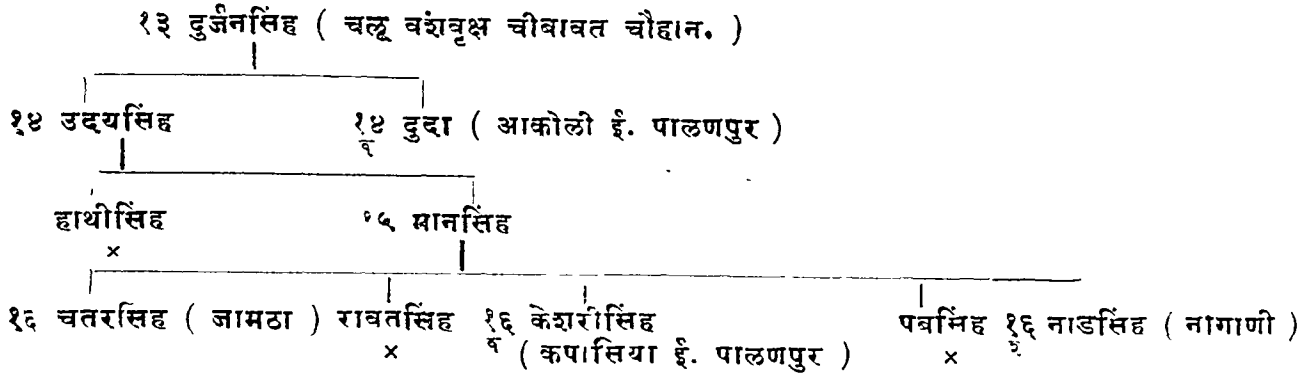 १३ दुर्जनसिंह ( चलू वंशवृक्ष चीबावत चौहान. )
१४ उदयसिंह १४ दुदा ( आकोली ई. पालणपुर )
हाथीसिंह १५ मानसिंह
×
१६ चतरसिंह ( जामठा ) रावतसिंह १६ केशरीसिंह पबसिंह १६ नाडसिंह ( नागाणी )
× ( कपासिया ई. पालणपुर ) ×